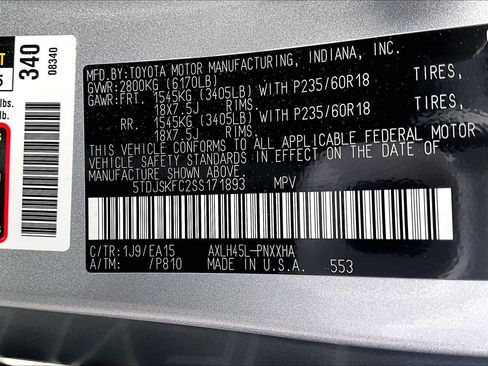 T
5
340
08340
lbs.
lb.
MFD.BY:TOYOTA MOTOR MANUFACTURING, INDIANA, INC.
GVWR:2800KG (6170LB)
GAWR:FRT. 1545KG (3405LB) WITH P235/60R18 TIRES,
18X7.5J RIMS.
RR. 1545KG (3405LB) WITH P235/60R18 TIRES,
18X7.5J RIMS.
THIS VEHICLE CONFORMS TO ALL APPLICABLE FEDERAL MOTOR
VEHICLE SAFETY STANDARDS IN EFFECT ON THE DATE OF
MANUFACTURE SHOWN ABOVE.
5TDJSKFC2SS171893 MPV
C/TR:1J9/EA15 AXLH45L-PNXXHA
A/TM: /P810 MADE IN U.S.A. 553